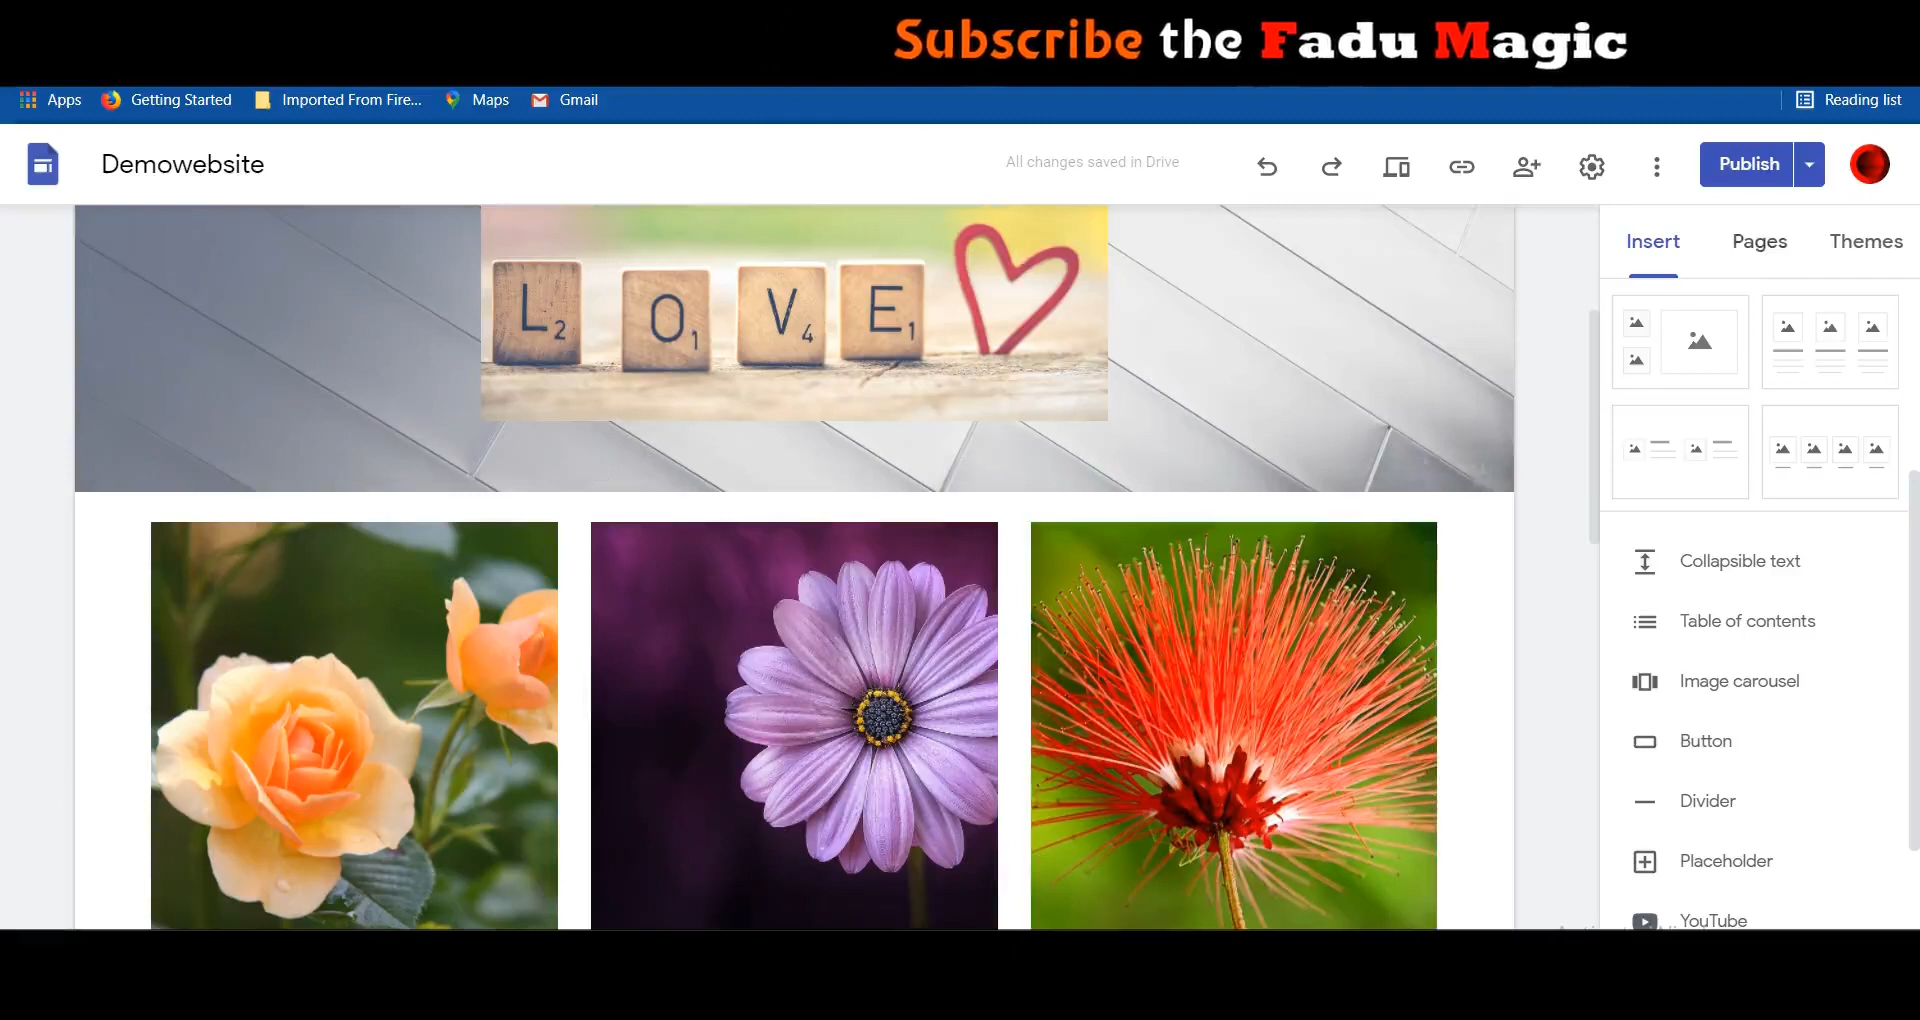 Subscribe the Fadu Magic
Apps Getting Started Imported From Fire... Maps Gmail Reading list
Demowebsite All changes saved in Drive Publish
Insert Pages Themes
L2 O1 V4 E1
Collapsible text
Table of contents
Image carousel
Button
Divider
Placeholder
YouTube